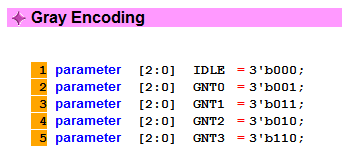 Gray Encoding
1 parameter [2:0] IDLE = 3'b000;
2 parameter [2:0] GNT0 = 3'b001;
3 parameter [2:0] GNT1 = 3'b011;
4 parameter [2:0] GNT2 = 3'b010;
5 parameter [2:0] GNT3 = 3'b110;